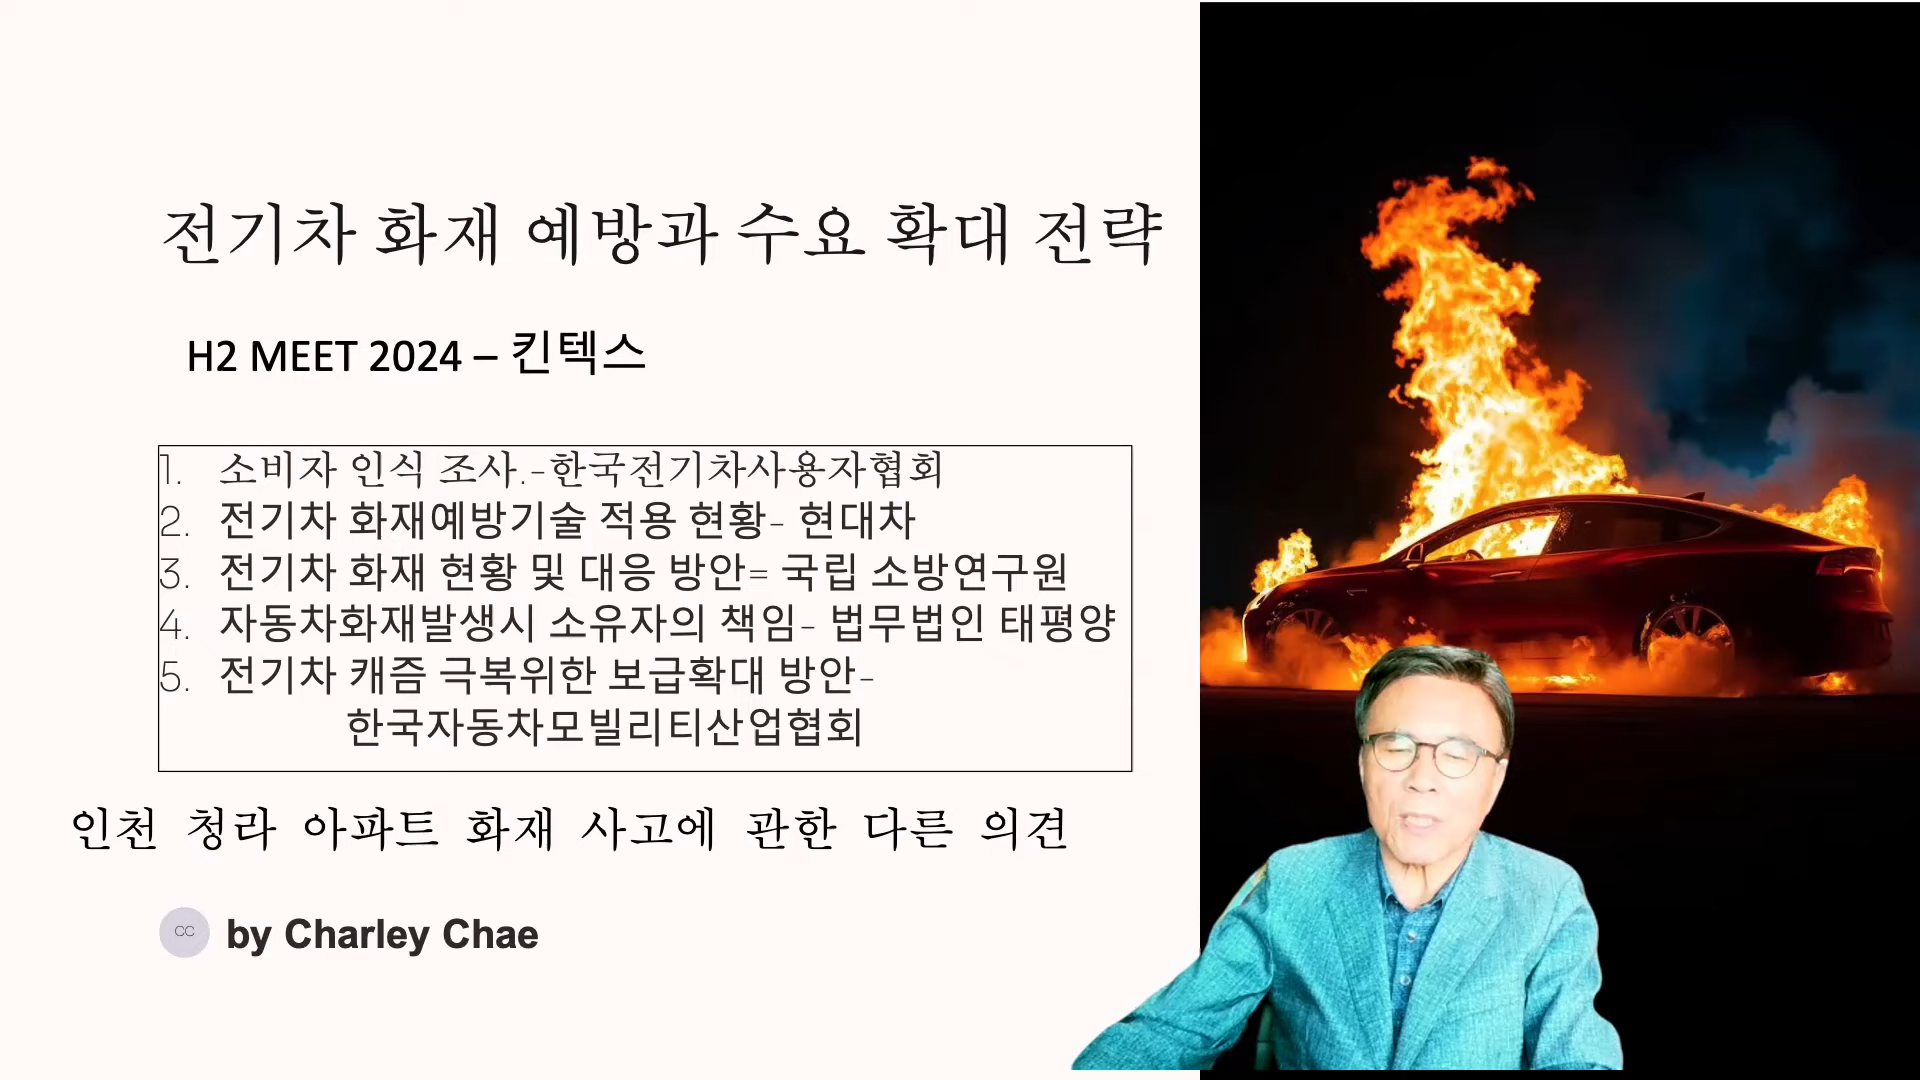 전기차 화재 예방과 수요 확대 전략
H2 MEET 2024 – 킨텍스
1. 소비자 인식 조사.-한국전기차사용자협회
2. 전기차 화재예방기술 적용 현황- 현대차
3. 전기차 화재 현황 및 대응 방안= 국립 소방연구원
4. 자동차화재발생시 소유자의 책임- 법무법인 태평양
5. 전기차 캐즘 극복위한 보급확대 방안-
한국자동차모빌리티산업협회
인천 청라 아파트 화재 사고에 관한 다른 의견
CC by Charley Chae